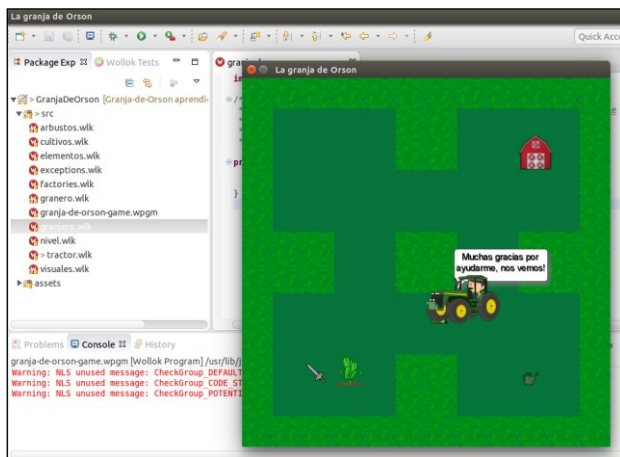 La granja de Orson
Quick Acce
Package Exp
Wollok Tests
> GranjaDeOrson [Granja-de-Orson aprendi
> src
arbustos.wlk
cultivos.wlk
elementos.wlk
exceptions.wlk
factories.wlk
granero.wlk
granja-de-orson-game.wpgm
granjero.wlk
nivel.wlk
> tractor.wlk
visuales.wlk
assets
La granja de Orson
Muchas gracias por
ayudarme, nos vemos!
Problems
Console
History
granja-de-orson-game.wpgm [Wollok Program] /usr/lib/j
Warning: NLS unused message: CheckGroup_DEFAULT
Warning: NLS unused message: CheckGroup_CODE_ST
Warning: NLS unused message: CheckGroup_POTENTI